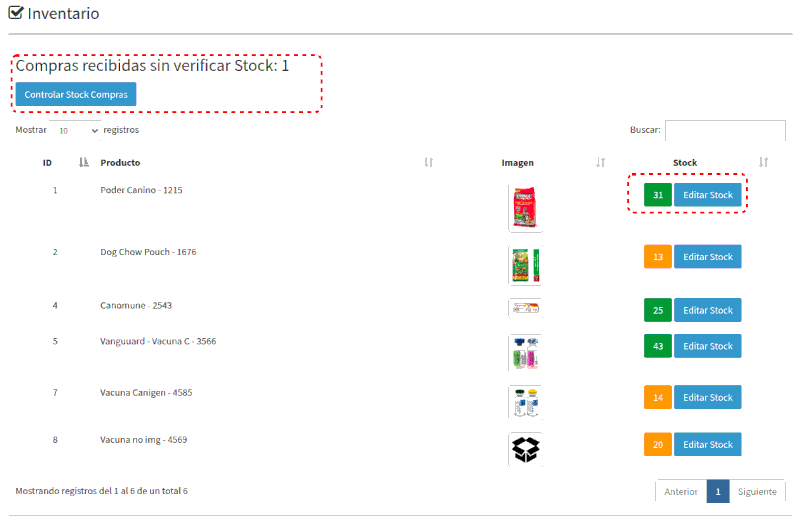 Inventario
Compras recibidas sin verificar Stock: 1
Controlar Stock Compras
Mostrar 10 registros Buscar:
ID Producto Imagen Stock
1 Poder Canino - 1215 31 Editar Stock
2 Dog Chow Pouch - 1676 13 Editar Stock
4 Canomune - 2543 25 Editar Stock
5 Vanguuard - Vacuna C - 3566 43 Editar Stock
7 Vacuna Canigen - 4585 14 Editar Stock
8 Vacuna no img - 4569 20 Editar Stock
Mostrando registros del 1 al 6 de un total 6 Anterior 1 Siguiente